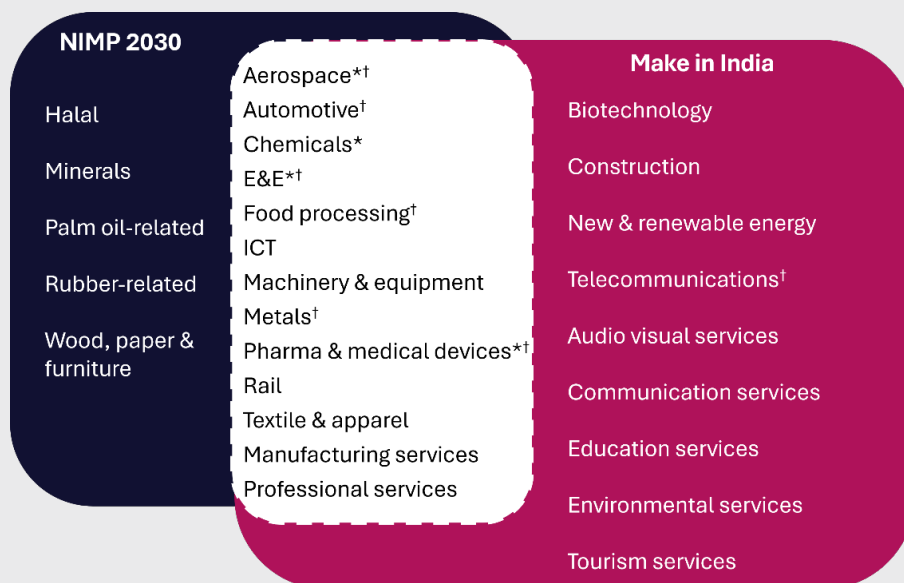 NIMP 2030
Halal
Minerals
Palm oil-related
Rubber-related
Wood, paper &
furniture
Aerospace*†
Automotive†
Chemicals*
E&E*†
Food processing†
ICT
Machinery & equipment
Metals†
Pharma & medical devices*†
Rail
Textile & apparel
Manufacturing services
Professional services
Make in India
Biotechnology
Construction
New & renewable energy
Telecommunications†
Audio visual services
Communication services
Education services
Environmental services
Tourism services